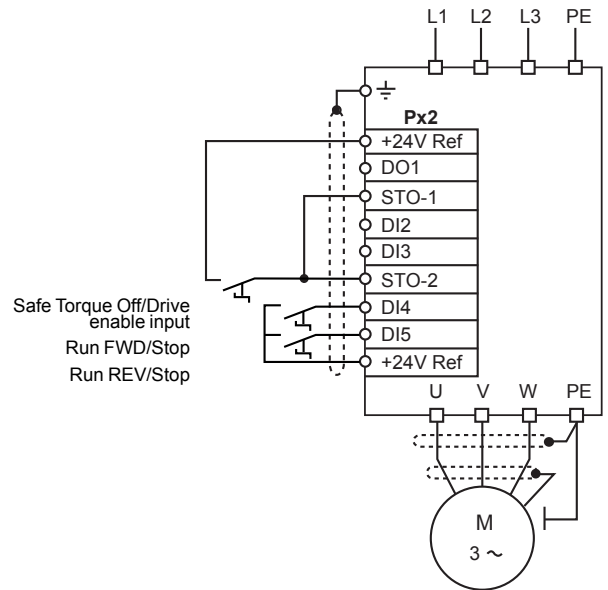 L1 L2 L3 PE
Px2
+24V Ref
DO1
STO-1
DI2
DI3
STO-2
DI4
DI5
+24V Ref
Safe Torque Off/Drive
enable input
Run FWD/Stop
Run REV/Stop
U V W PE
M
3 ~